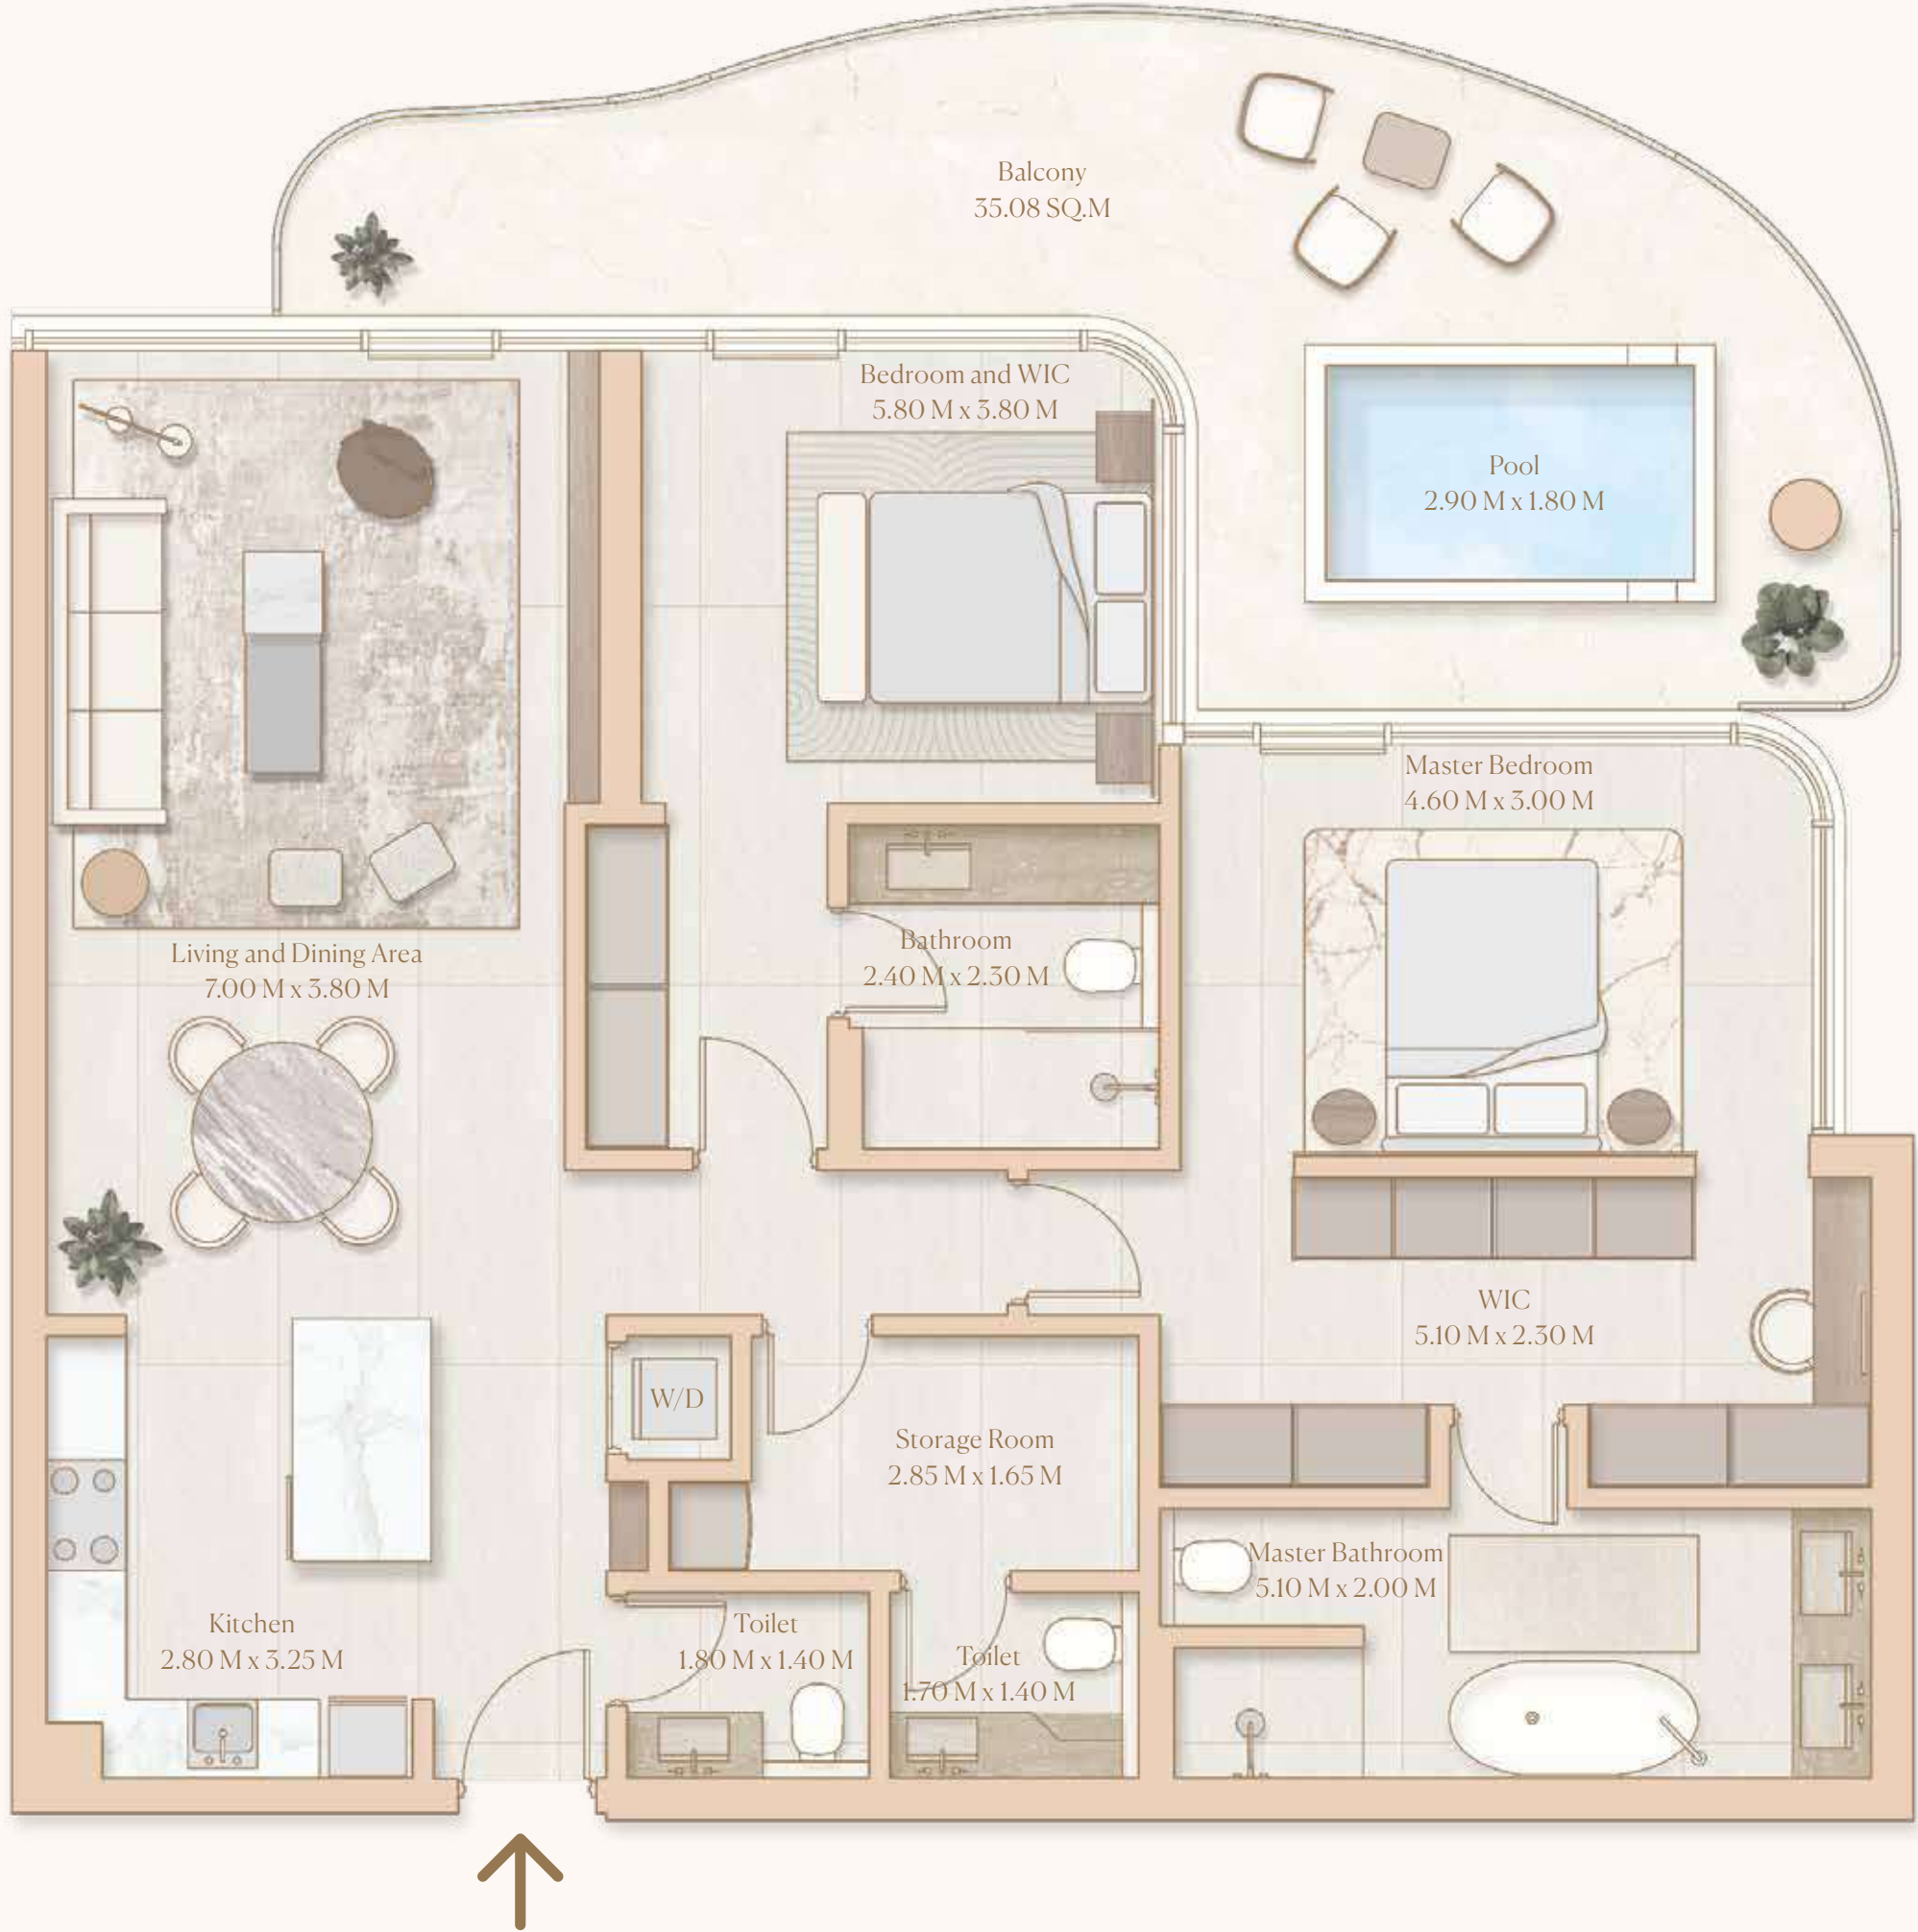 Balcony
35.08 SQ.M
Bedroom and WIC
5.80 M x 3.80 M
Pool
2.90 M x 1.80 M
Master Bedroom
4.60 M x 3.00 M
Living and Dining Area
7.00 M x 3.80 M
Bathroom
2.40 M x 2.30 M
WIC
5.10 M x 2.30 M
W/D
Storage Room
2.85 M x 1.65 M
Master Bathroom
5.10 M x 2.00 M
Kitchen
2.80 M x 3.25 M
Toilet
1.80 M x 1.40 M
Toilet
1.70 M x 1.40 M